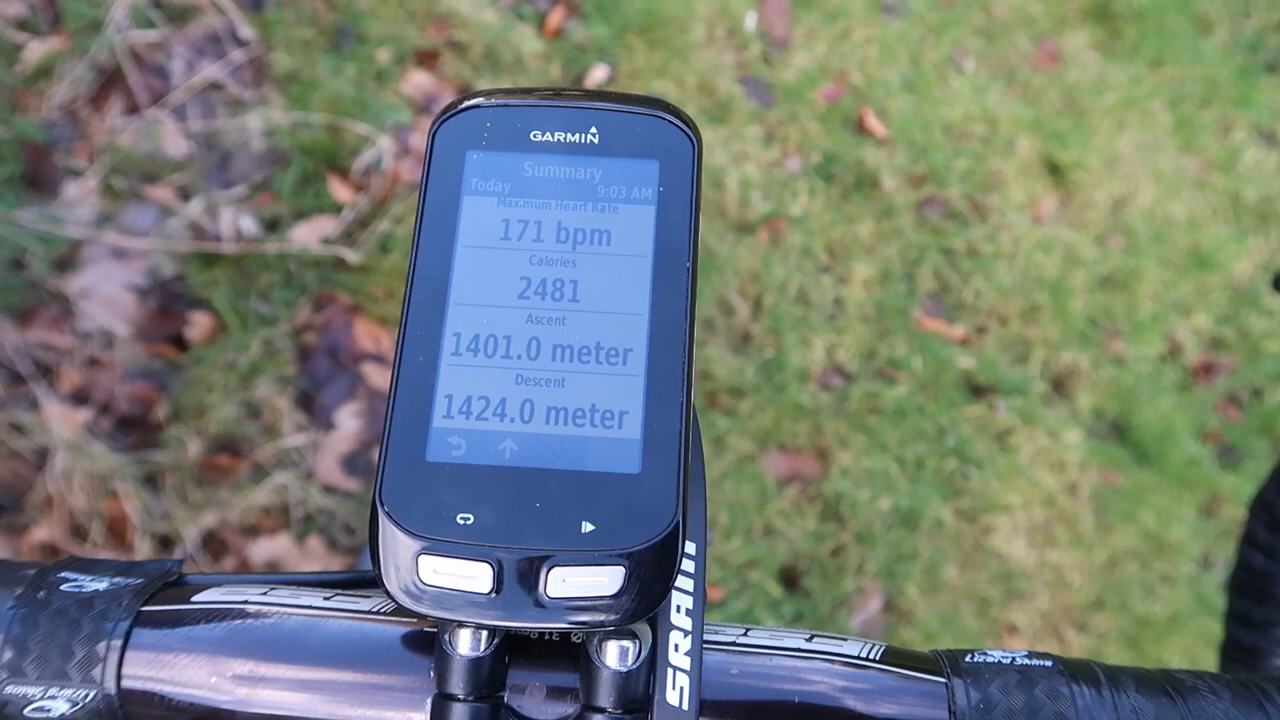 GARMIN
Summary
Today 9:03 AM
Maximum Heart Rate
171 bpm
Calories
2481
Ascent
1401.0 meter
Descent
1424.0 meter
SRAM
Lizard Skins